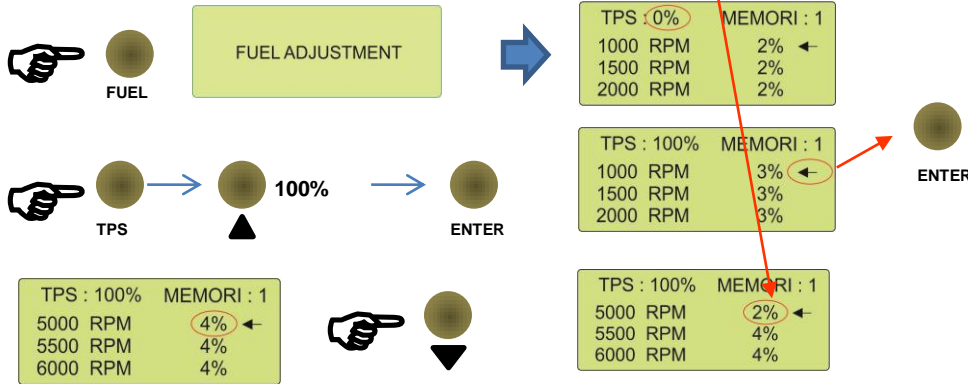 FUEL
FUEL ADJUSTMENT
TPS : 0% MEMORI : 1
1000 RPM 2%
1500 RPM 2%
2000 RPM 2%
TPS
100%
ENTER
TPS : 100% MEMORI : 1
1000 RPM 3%
1500 RPM 3%
2000 RPM 3%
ENTER
TPS : 100% MEMORI : 1
5000 RPM 4%
5500 RPM 4%
6000 RPM 4%
TPS : 100% MEMORI : 1
5000 RPM 2%
5500 RPM 4%
6000 RPM 4%